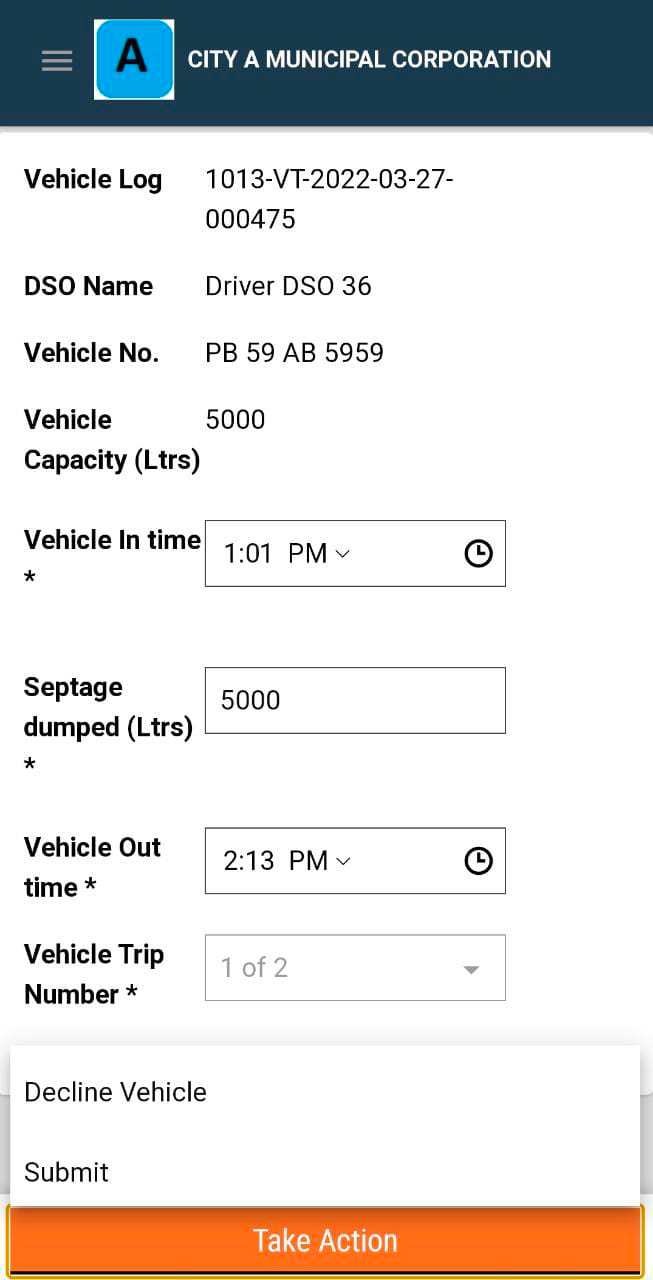 A CITY A MUNICIPAL CORPORATION
Vehicle Log 1013-VT-2022-03-27-
000475
DSO Name Driver DSO 36
Vehicle No. PB 59 AB 5959
Vehicle 5000
Capacity (Ltrs)
Vehicle In time 1:01 PM
*
Septage 5000
dumped (Ltrs)
*
Vehicle Out 2:13 PM
time *
Vehicle Trip 1 of 2
Number *
Decline Vehicle
Submit
Take Action